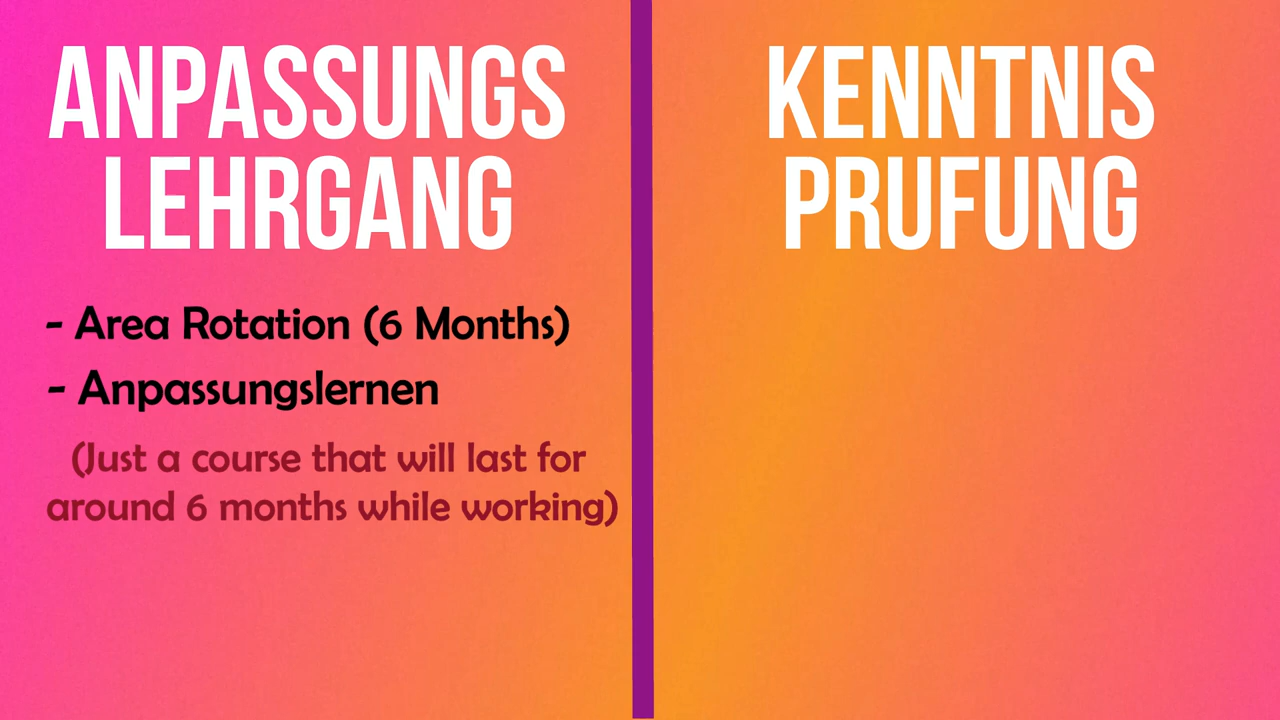 ANPASSUNGS
LEHRGANG
- Area Rotation (6 Months)
- Anpassungslernen
(Just a course that will last for
around 6 months while working)
KENNTNIS
PRUFUNG